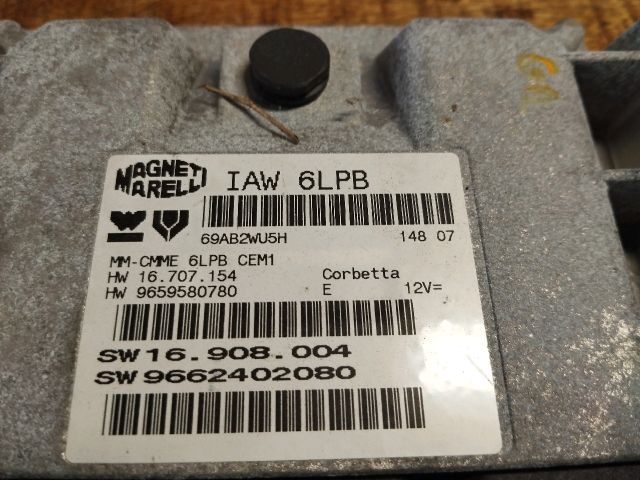 MAGNETI MARELLI IAW 6LPB
69AB2WU5H 148 07
MM-CMME 6LPB CEM1
HW 16.707.154 Corbetta
HW 9659580780 E 12V=
SW 16.908.004
SW 9662402080